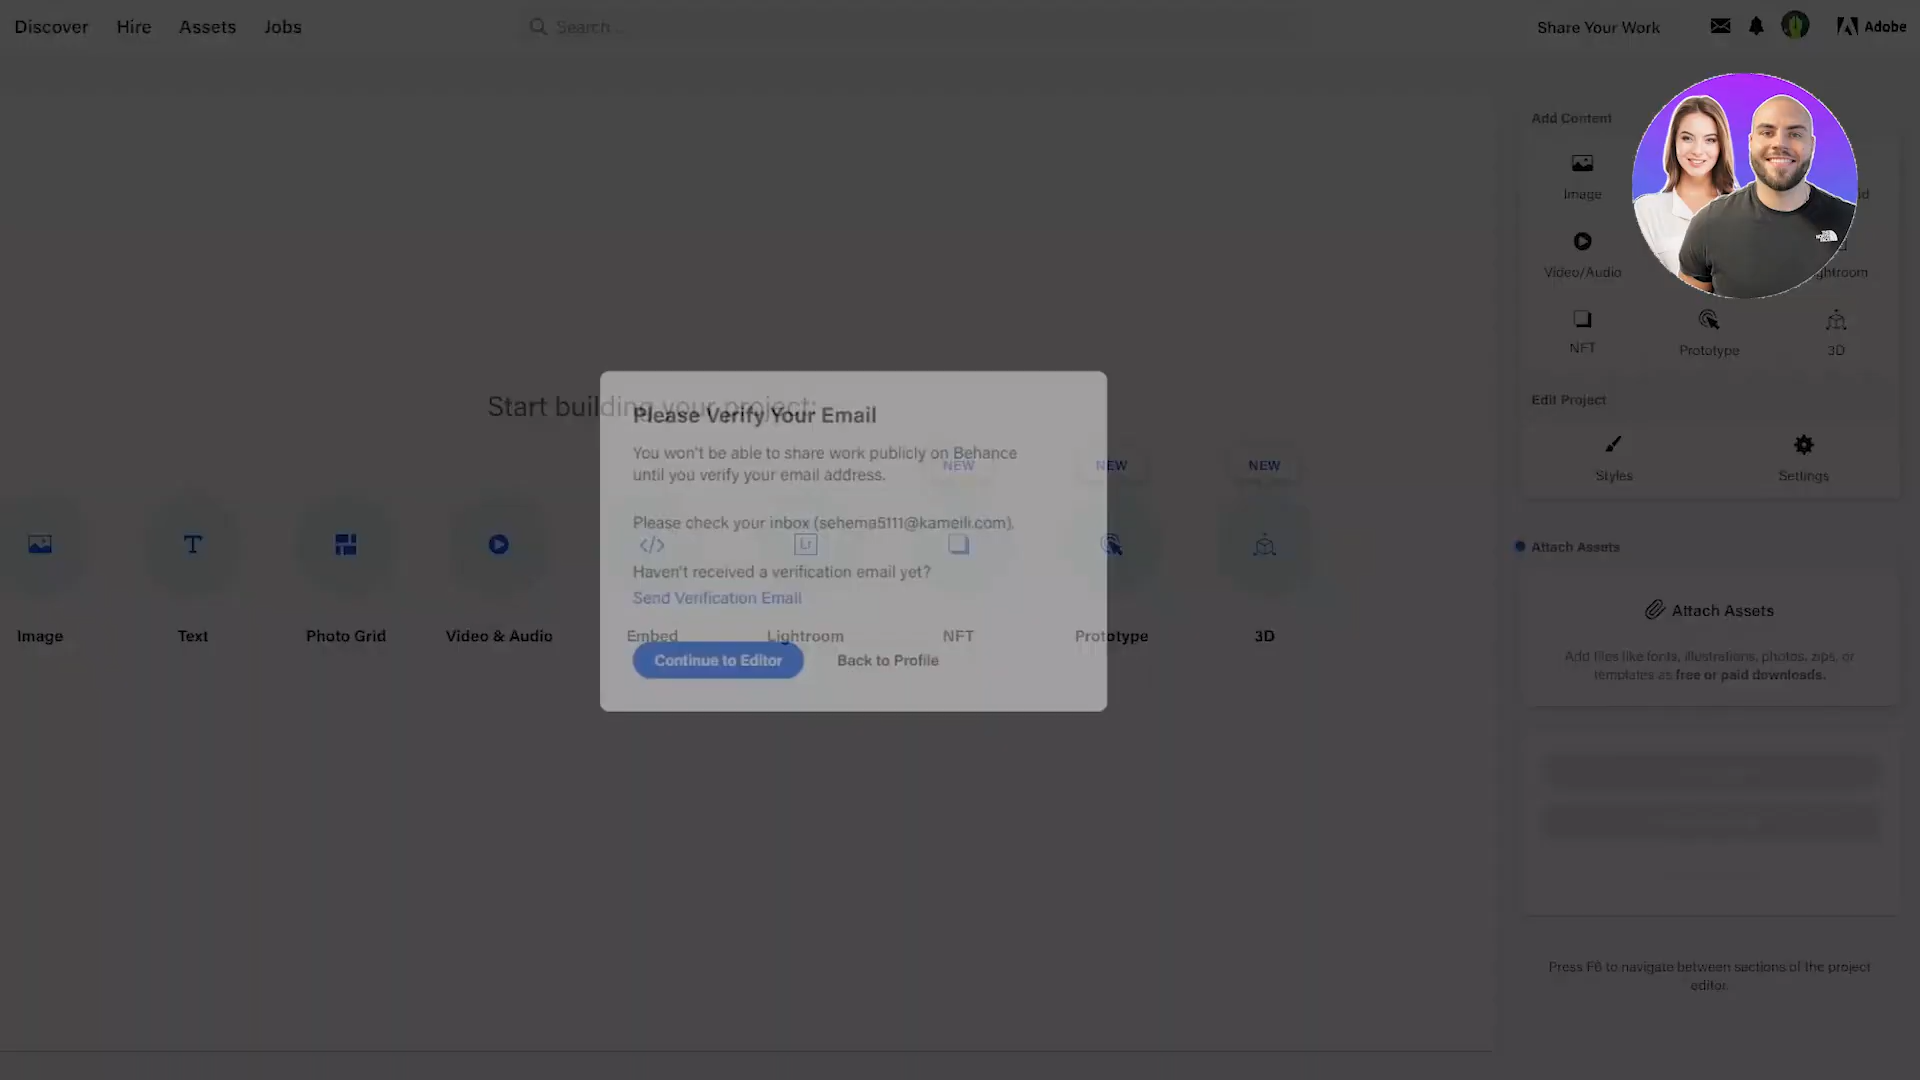 Discover Hire Assets Jobs Search... Share Your Work Adobe
Add Content
Image
Video/Audio
ghtroom
NFT
Prototype
3D
Edit Project
Styles
Settings
Attach Assets
Attach Assets
Add files like fonts, illustrations, photos, zips, or
templates as free or paid downloads.
Press F6 to navigate between sections of the project
editor.
Start building your project:
NEW
NEW
NEW
Image
Text
Photo Grid
Video & Audio
Embed
Lightroom
NFT
Prototype
3D
Lr
Please Verify Your Email
You won't be able to share work publicly on Behance
until you verify your email address.
Please check your inbox (sehema5111@kameili.com).
Haven't received a verification email yet?
Send Verification Email
Continue to Editor
Back to Profile